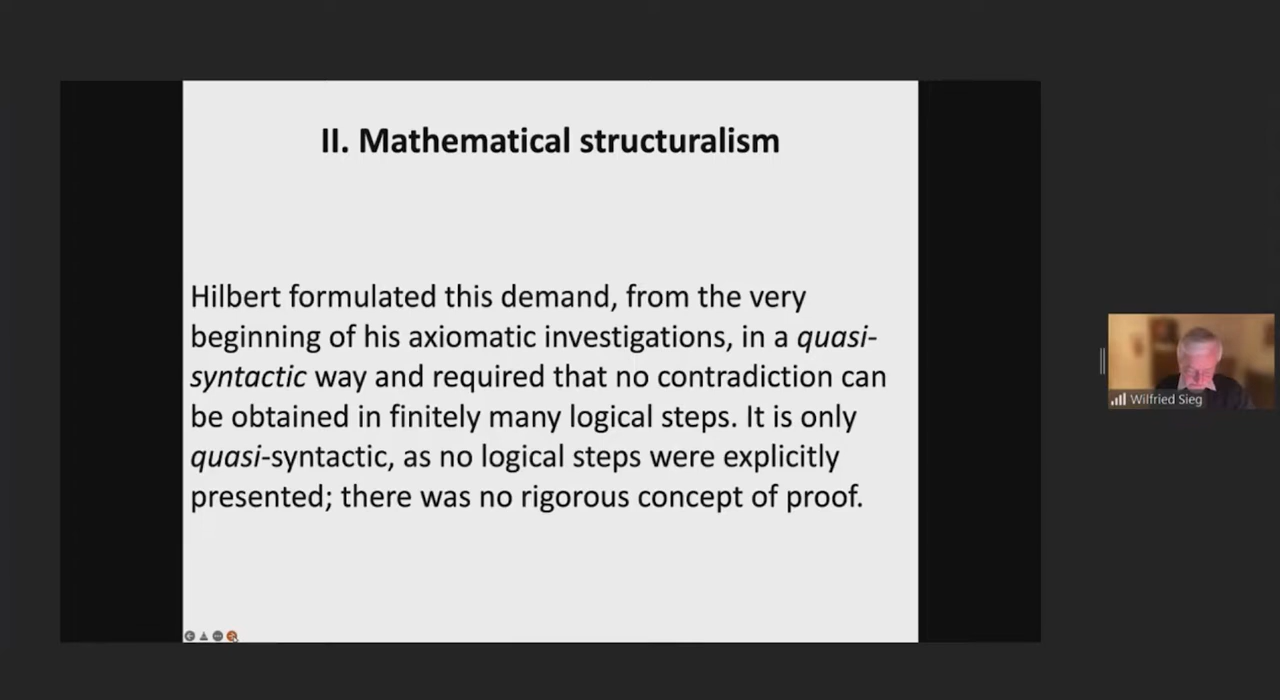 II. Mathematical structuralism
Hilbert formulated this demand, from the very
beginning of his axiomatic investigations, in a quasi-
syntactic way and required that no contradiction can
be obtained in finitely many logical steps. It is only
quasi-syntactic, as no logical steps were explicitly
presented; there was no rigorous concept of proof.
Wilfried Sieg